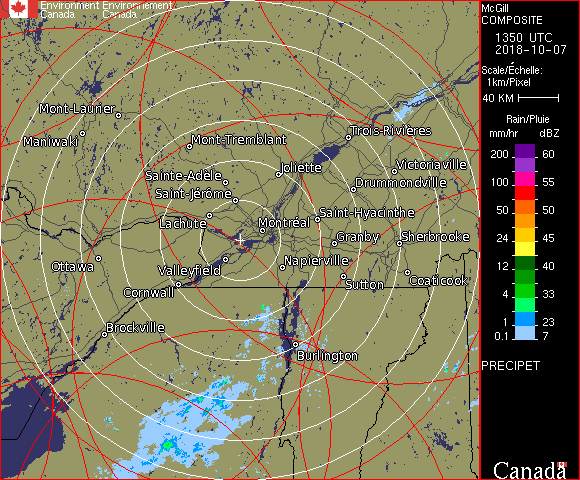 Environment Environnement
Canada Canada
Mont-Laurier
Maniwaki
Mont-Tremblant
Trois-Rivières
Sainte-Adèle
Joliette
Victoriaville
Saint-Jérôme
Drummondville
Lachute
Montréal
Saint-Hyacinthe
Granby
Sherbrooke
Ottawa
Valleyfield
Napierville
Cornwall
Sutton
Coaticook
Brockville
Burlington
McGill
COMPOSITE
1350 UTC
2018-10-07
Scale/Échelle:
1km/Pixel
40 KM
Rain/Pluie
mm/hr dBZ
200 60
150 57
100 55
50 50
24 45
12 40
4 33
1 23
0.1 7
PRECIPET
Canada